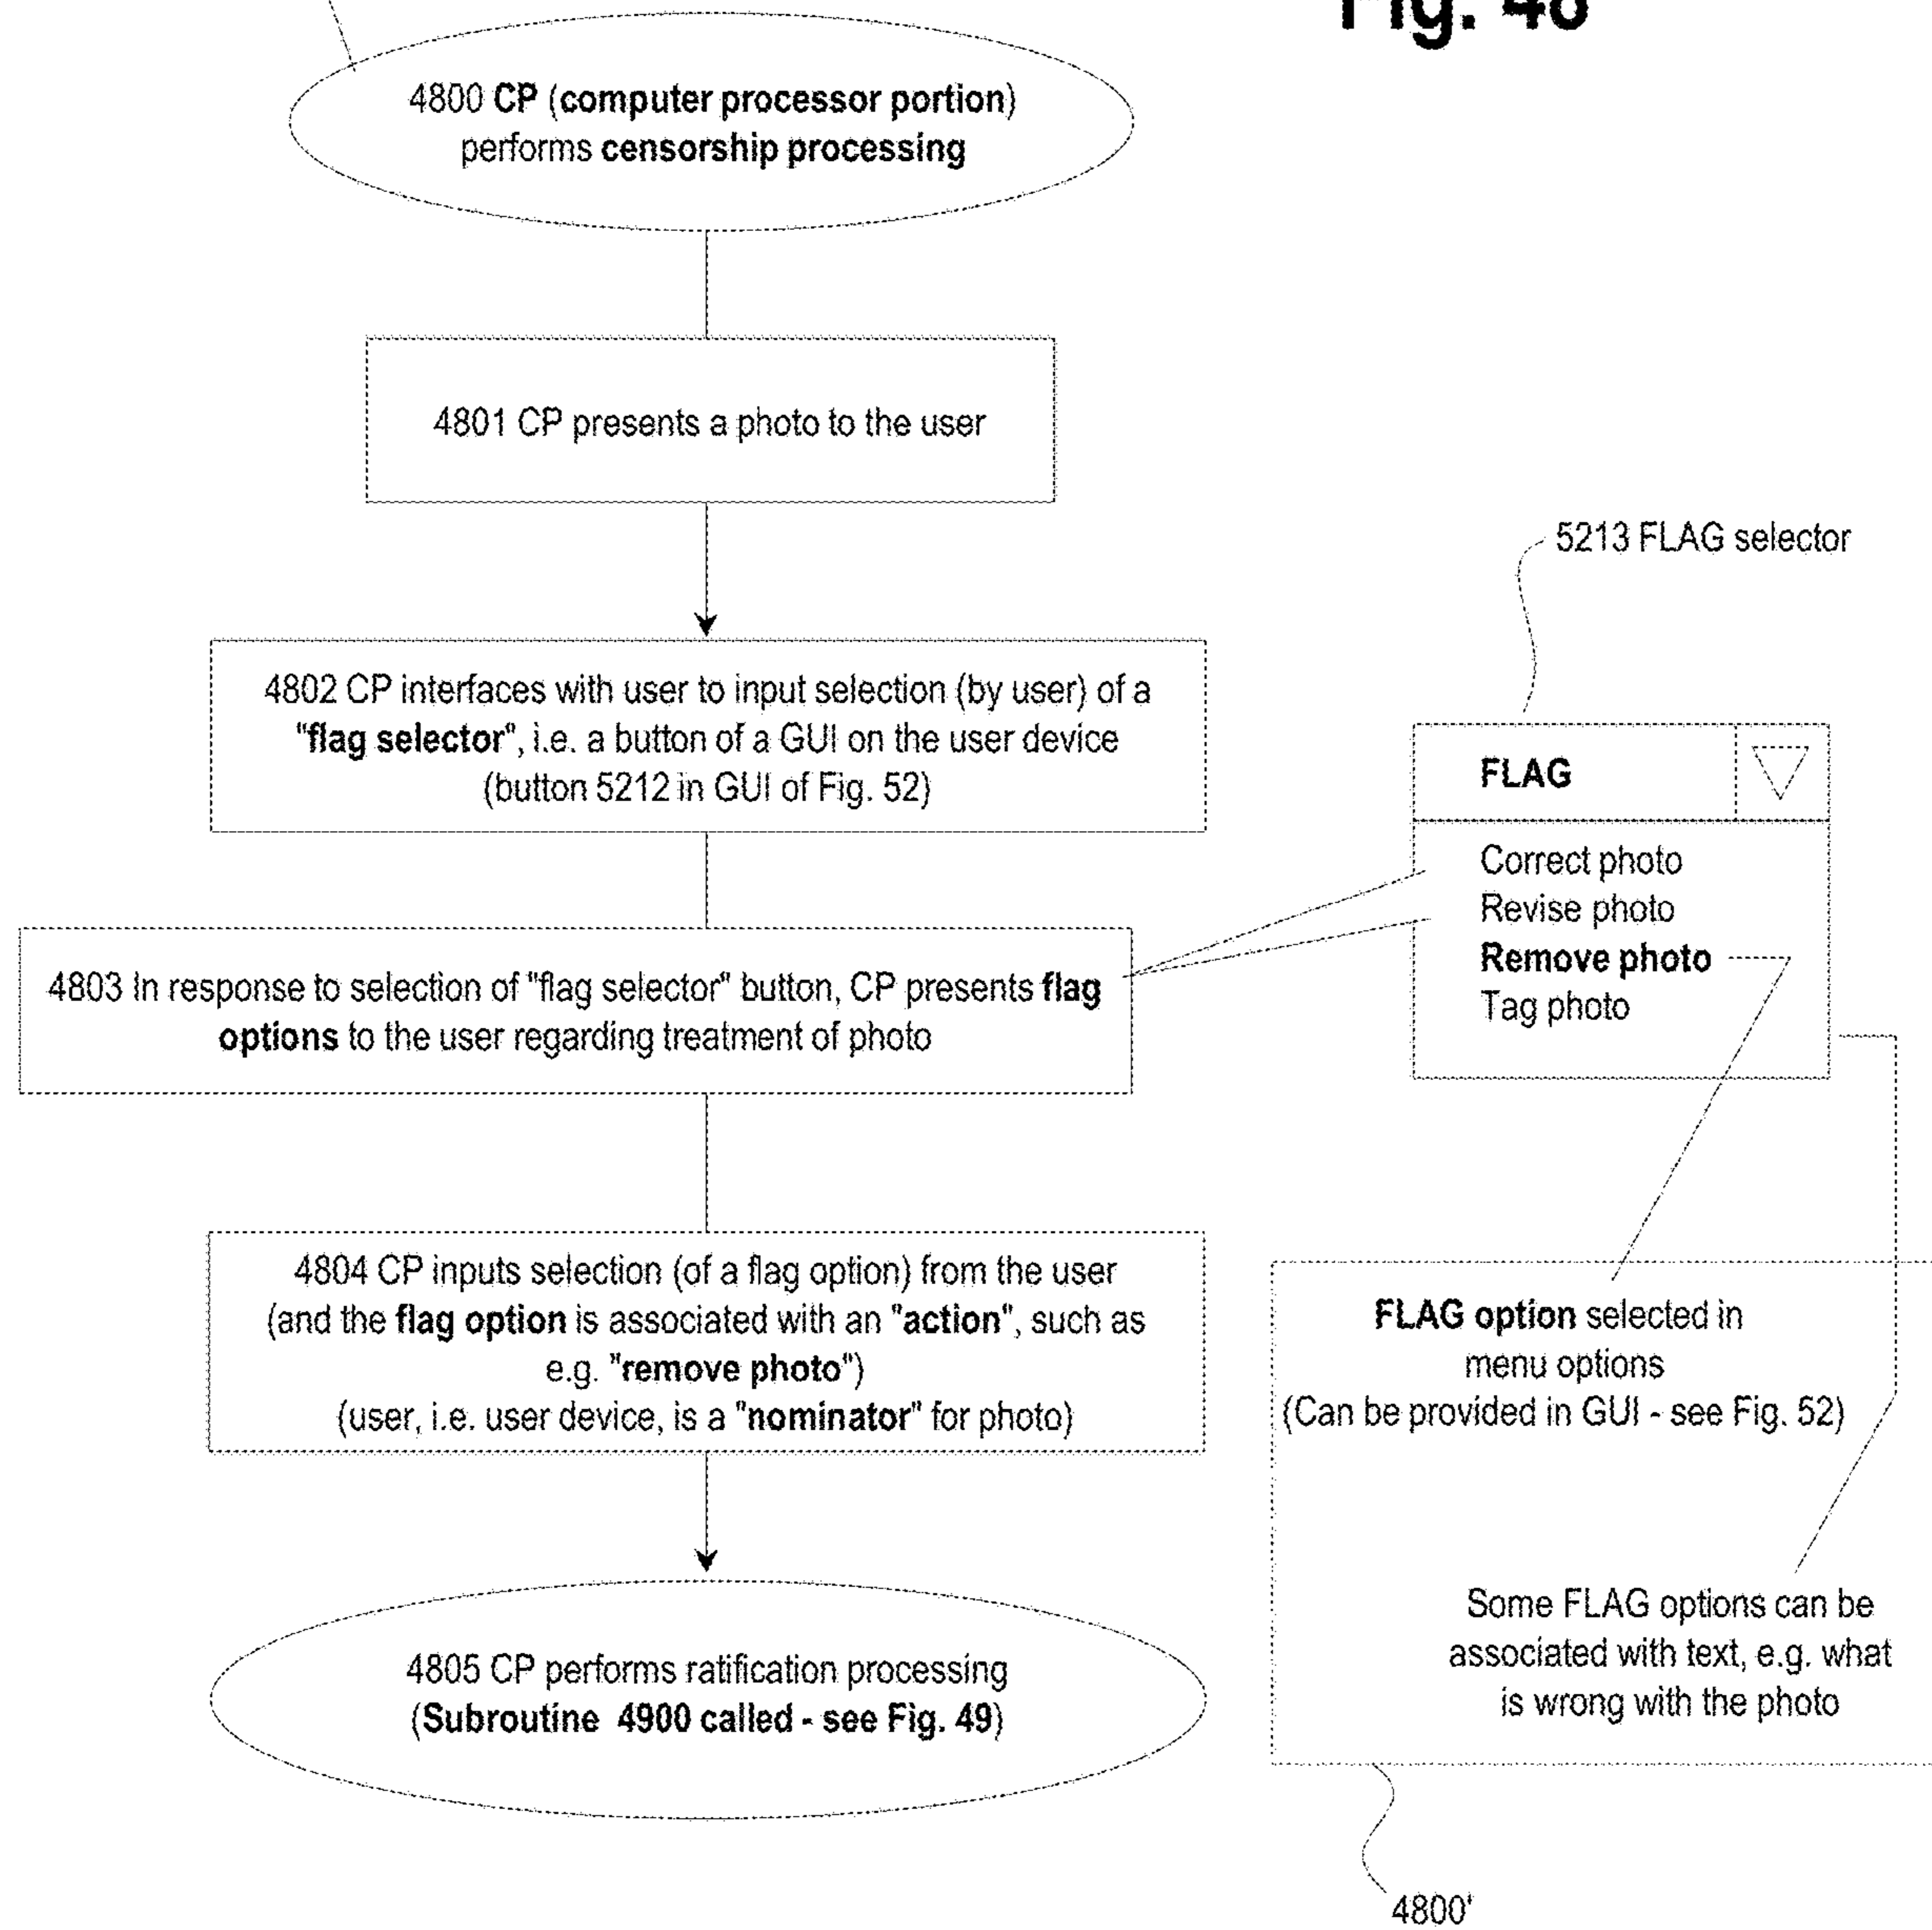 Fig. 48
4800 CP (computer processor portion)
performs censorship processing
4801 CP presents a photo to the user
5213 FLAG selector
4802 CP interfaces with user to input selection (by user) of a
"flag selector", i.e. a button of a GUI on the user device
(button 5212 in GUI of Fig. 52)
FLAG
Correct photo
Revise photo
Remove photo
Tag photo
4803 In response to selection of "flag selector" button, CP presents flag
options to the user regarding treatment of photo
4804 CP inputs selection (of a flag option) from the user
(and the flag option is associated with an "action", such as
e.g. "remove photo")
(user, i.e. user device, is a "nominator" for photo)
FLAG option selected in
menu options
(Can be provided in GUI - see Fig. 52)
Some FLAG options can be
associated with text, e.g. what
is wrong with the photo
4805 CP performs ratification processing
(Subroutine 4900 called - see Fig. 49)
4800'